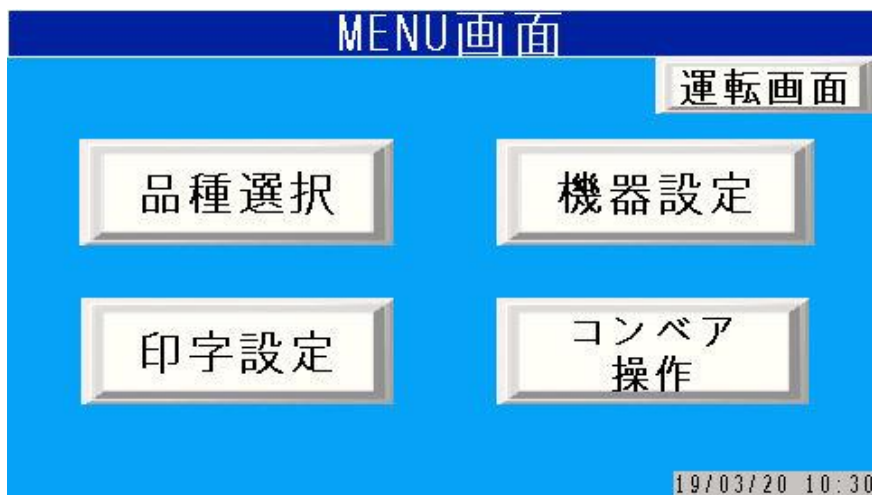 MENU画面
運転画面
品種選択
機器設定
印字設定
コンベア
操作
19/03/20 10:30